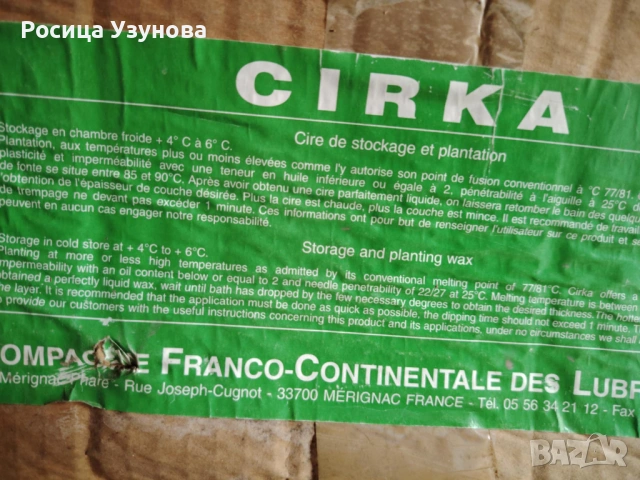 Росица Узунова
CIRKA
Stockage en chambre froide + 4° C à 6° C.
Cire de stockage et plantation
Plantation, aux températures plus ou moins élevées comme l'y autorise son point de fusion conventionnel à °C 77/81.
plasticité et imperméabilité avec une teneur en huile inférieure ou égale à 2, pénétrabilité à l'aiguille à 25°C
de fonte se situe entre 85 et 90°C. Après avoir obtenu une cire parfaitement liquide, on laissera retomber le bain des quelques
l'obtention de l'épaisseur de couche désirée. Plus la cire est chaude, plus la couche est mince. Il est recommandé de
de trempage ne devant pas excéder 1 minute. Ces informations ont pour but de renseigner l'utilisateur sur ce produit et
peuvent en aucun cas engager notre responsabilité.
Storage in cold store at + 4°C to + 6°C.
Storage and planting wax
Planting at more or less high temperatures as admitted by its conventional melting point of 77/81°C. Cirka offers
impermeability with an oil content below or equal to 2 and needle penetrability of 22/27 at 25°C. Melting temperature is between
obtained a perfectly liquid wax, wait until bath has dropped by the few necessary degrees to obtain the desired thickness. The
the layer. It is recommended that the application must be done as quick as possible, the dipping time should not exceed 1 minute.
to provide our customers with the useful instructions concerning this product and its applications, under no circumstances we shall
FRANCO-CONTINENTALE DES LUBR
Mérignac Phare - Rue Joseph-Cugnot - 33700 MÉRIGNAC FRANCE - Tél. 05 56 34 21 12 - Fax
BAZAR